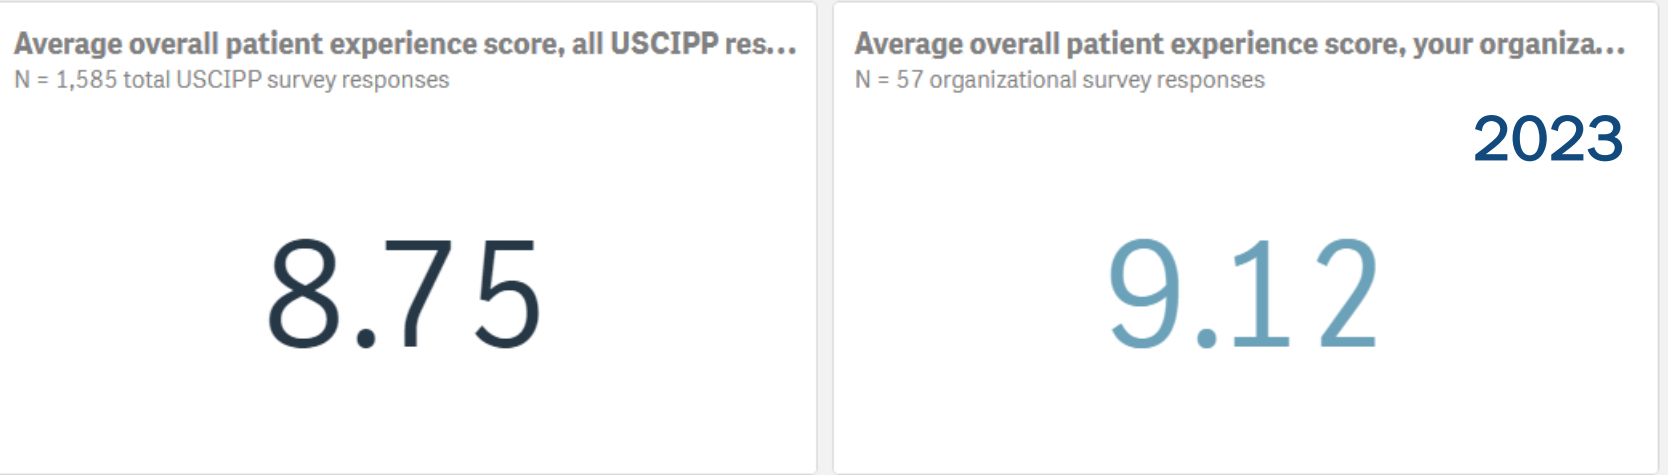 Average overall patient experience score, all USCIPP res...
N = 1,585 total USCIPP survey responses
8.75
Average overall patient experience score, your organiza...
N = 57 organizational survey responses
2023
9.12